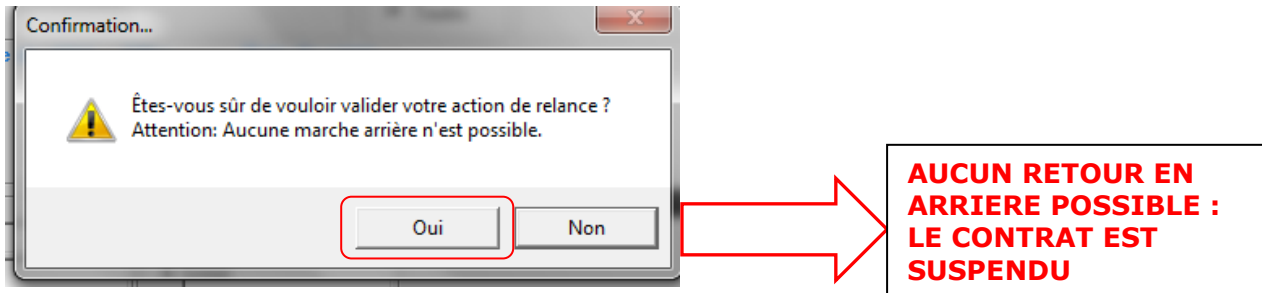 Confirmation...
Êtes-vous sûr de vouloir valider votre action de relance ?
Attention: Aucune marche arrière n'est possible.
Oui
Non
AUCUN RETOUR EN
ARRIERE POSSIBLE :
LE CONTRAT EST
SUSPENDU